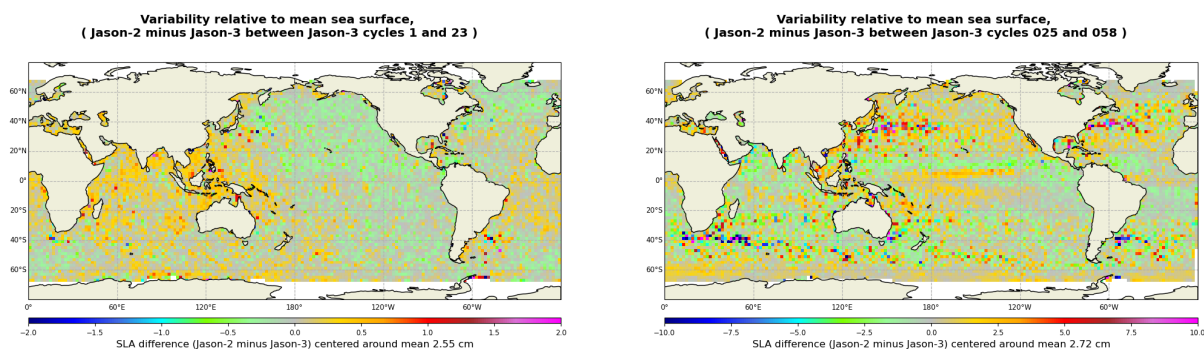 Variability relative to mean sea surface,
( Jason-2 minus Jason-3 between Jason-3 cycles 1 and 23 )
60°N
40°N
20°N
0°
20°S
40°S
60°S
0°
60°E
120°E
180°
120°W
60°W
-2.0
-1.5
-1.0
-0.5
0.0
0.5
1.0
1.5
2.0
SLA difference (Jason-2 minus Jason-3) centered around mean 2.55 cm
Variability relative to mean sea surface,
( Jason-2 minus Jason-3 between Jason-3 cycles 025 and 058 )
60°N
40°N
20°N
0°
20°S
40°S
60°S
0°
60°E
120°E
180°
120°W
60°W
-10.0
-7.5
-5.0
-2.5
0.0
2.5
5.0
7.5
10.0
SLA difference (Jason-2 minus Jason-3) centered around mean 2.72 cm